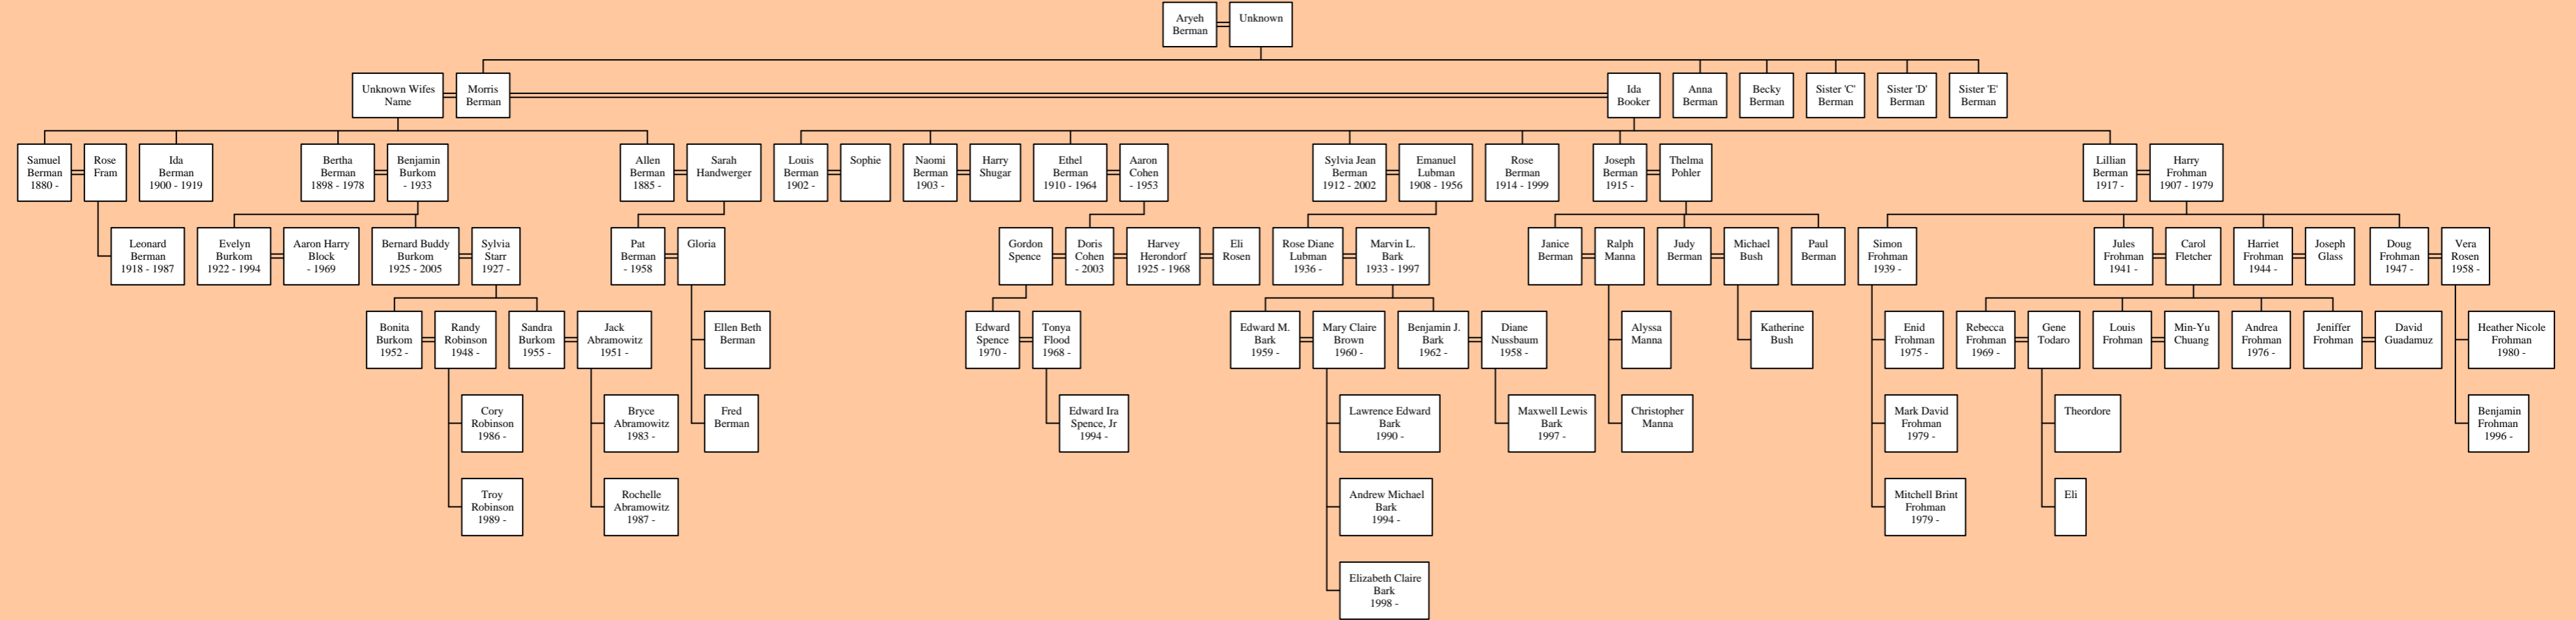 Aryeh
Berman
Unknown
Unknown Wifes
Name
Morris
Berman
Ida
Booker
Anna
Berman
Becky
Berman
Sister 'C'
Berman
Sister 'D'
Berman
Sister 'E'
Berman
Samuel
Berman
1880 -
Rose
Fram
Ida
Berman
1900 - 1919
Bertha
Berman
1898 - 1978
Benjamin
Burkom
- 1933
Allen
Berman
1885 -
Sarah
Handwerger
Louis
Berman
1902 -
Sophie
Naomi
Berman
1903 -
Harry
Shugar
Ethel
Berman
1910 - 1964
Aaron
Cohen
- 1953
Sylvia Jean
Berman
1912 - 2002
Emanuel
Lubman
1908 - 1956
Rose
Berman
1914 - 1999
Joseph
Berman
1915 -
Thelma
Pohler
Lillian
Berman
1917 -
Harry
Frohman
1907 - 1979
Leonard
Berman
1918 - 1987
Evelyn
Burkom
1922 - 1994
Aaron Harry
Block
- 1969
Bernard Buddy
Burkom
1925 - 2005
Sylvia
Starr
1927 -
Pat
Berman
- 1958
Gloria
Gordon
Spence
Doris
Cohen
- 2003
Harvey
Herondorf
1925 - 1968
Eli
Rosen
Rose Diane
Lubman
1936 -
Marvin L.
Bark
1933 - 1997
Janice
Berman
Ralph
Manna
Judy
Berman
Michael
Bush
Paul
Berman
Simon
Frohman
1939 -
Jules
Frohman
1941 -
Carol
Fletcher
Harriet
Frohman
1944 -
Joseph
Glass
Doug
Frohman
1947 -
Vera
Rosen
1958 -
Bonita
Burkom
1952 -
Randy
Robinson
1948 -
Sandra
Burkom
1955 -
Jack
Abramowitz
1951 -
Ellen Beth
Berman
Edward
Spence
1970 -
Tonya
Flood
1968 -
Edward M.
Bark
1959 -
Mary Claire
Brown
1960 -
Benjamin J.
Bark
1962 -
Diane
Nussbaum
1958 -
Alyssa
Manna
Katherine
Bush
Enid
Frohman
1975 -
Rebecca
Frohman
1969 -
Gene
Todaro
Louis
Frohman
Min-Yu
Chuang
Andrea
Frohman
1976 -
Jeniffer
Frohman
David
Guadamuz
Heather Nicole
Frohman
1980 -
Cory
Robinson
1986 -
Bryce
Abramowitz
1983 -
Fred
Berman
Edward Ira
Spence, Jr
1994 -
Lawrence Edward
Bark
1990 -
Maxwell Lewis
Bark
1997 -
Christopher
Manna
Mark David
Frohman
1979 -
Theordore
Benjamin
Frohman
1996 -
Troy
Robinson
1989 -
Rochelle
Abramowitz
1987 -
Andrew Michael
Bark
1994 -
Mitchell Brint
Frohman
1979 -
Eli
Elizabeth Claire
Bark
1998 -